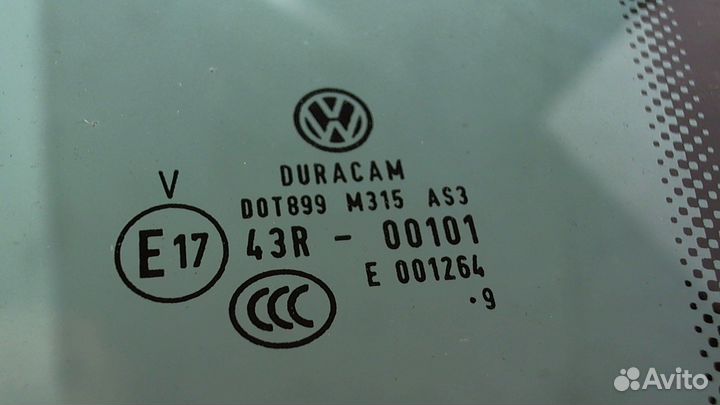 DURACAM
V
DOT899 M315 AS3
E17 43R - 00101
E 001264
CCC
.9
Avito